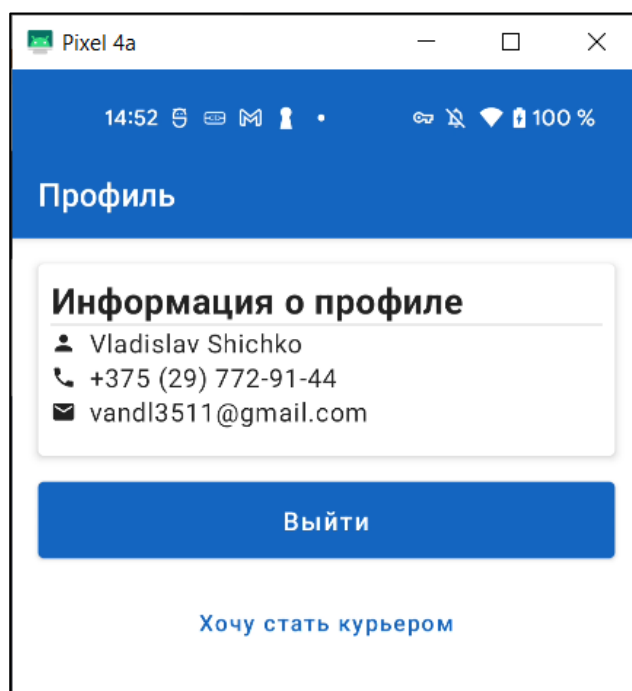 Pixel 4a
14:52 100 %
Профиль
Информация о профиле
Vladislav Shichko
+375 (29) 772-91-44
vandl3511@gmail.com
Выйти
Хочу стать курьером